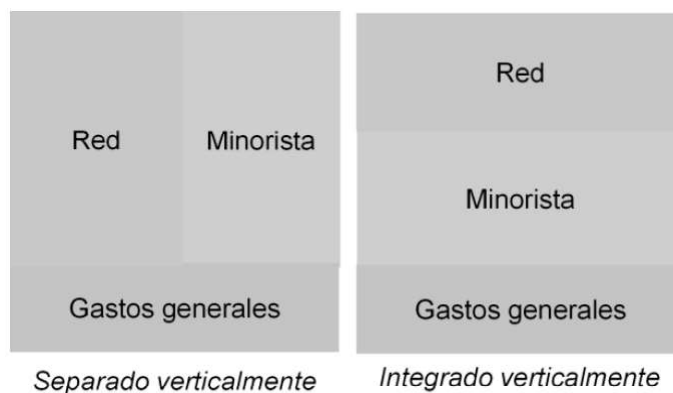 Red
Minorista
Gastos generales
Separado verticalmente
Red
Minorista
Gastos generales
Integrado verticalmente